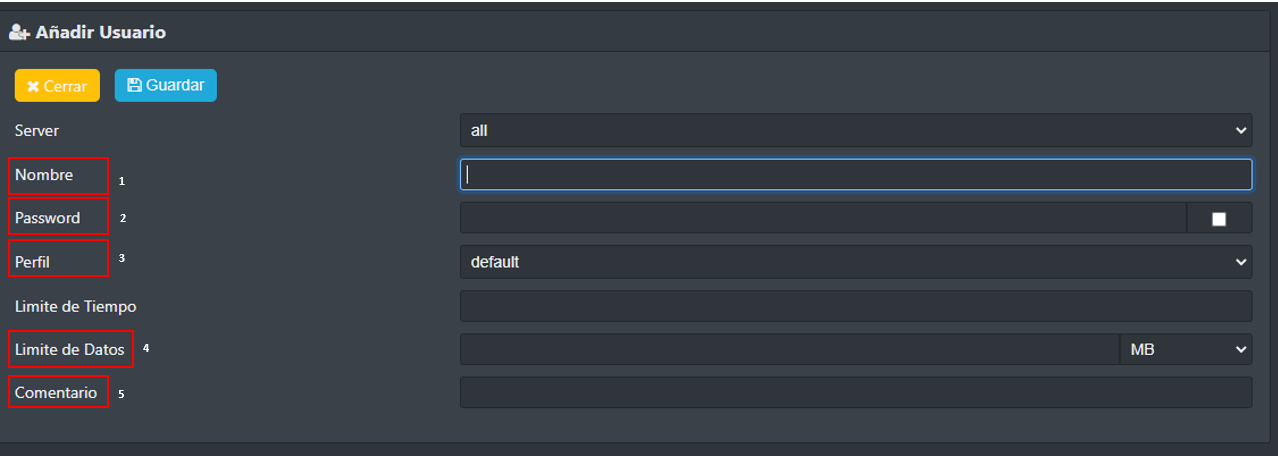 Añadir Usuario
Cerrar Guardar
Server all
Nombre 1
Password 2
Perfil 3 default
Limite de Tiempo
Limite de Datos 4 MB
Comentario 5